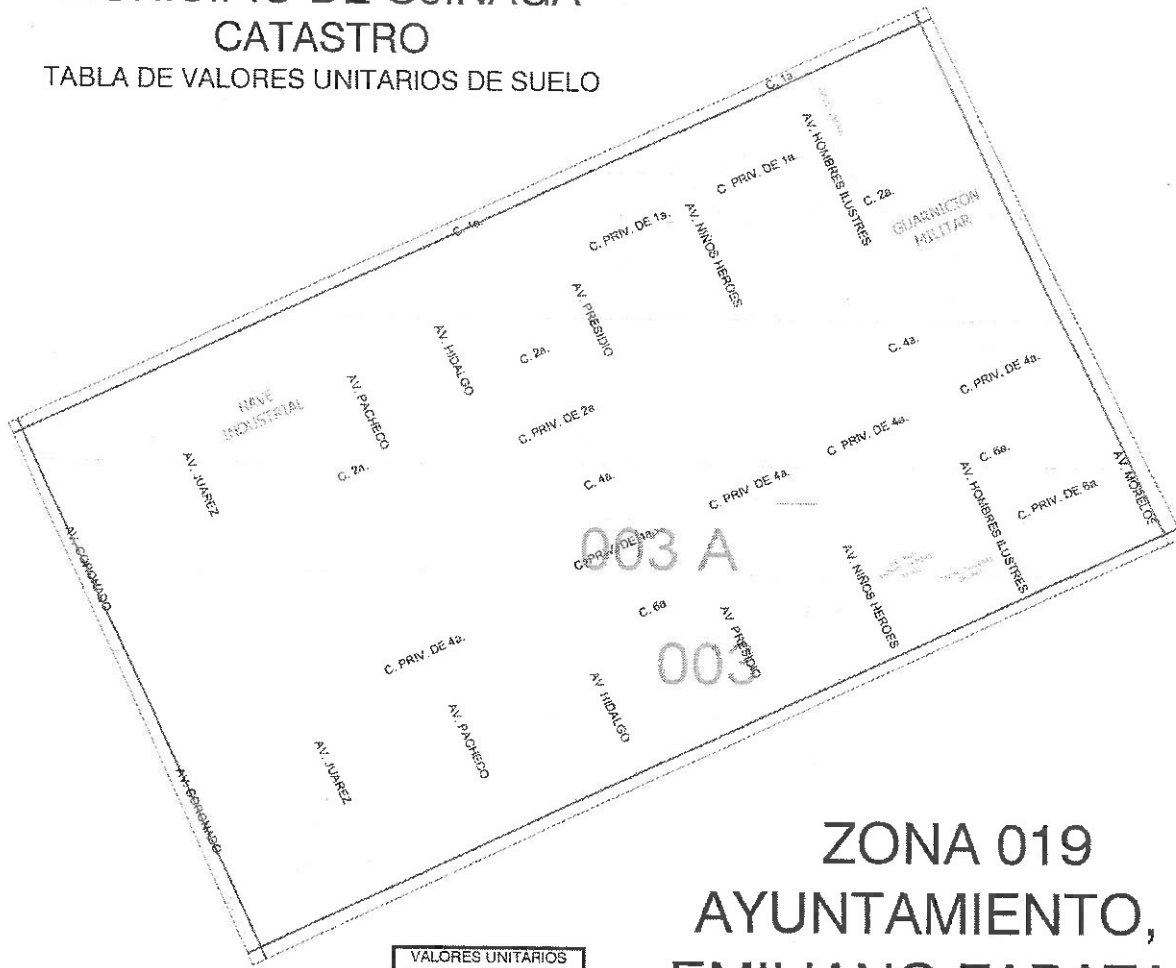 CATASTRO
TABLA DE VALORES UNITARIOS DE SUELO
C. 1a.
AV. HOMBRES ILUSTRES
C. PRIV. DE 1a.
C. 2a.
GUARNICION
MILITAR
C. 1a.
C. PRIV. DE 1a.
AV. NIÑOS HEROES
AV. PRESIDIO
AV. HIDALGO
C. 2a.
C. 4a.
C. PRIV. DE 4a.
NAVE
INDUSTRIAL
AV. PACHECO
C. PRIV. DE 2a
C. PRIV. DE 4a.
AV. JUAREZ
C. 2a.
C. 4a.
C. PRIV. DE 4a.
C. 6a.
AV. HOMBRES ILUSTRES
C. PRIV. DE 6a
AV. MORELOS
AV. CORONADO
C. PRIV. DE 4a.
003 A
AV. NIÑOS HEROES
C. 6a
AV. PRESIDIO
C. PRIV. DE 4a.
003
AV. HIDALGO
AV. PACHECO
AV. JUAREZ
AV. CORONADO
ZONA 019
AYUNTAMIENTO,
VALORES UNITARIOS